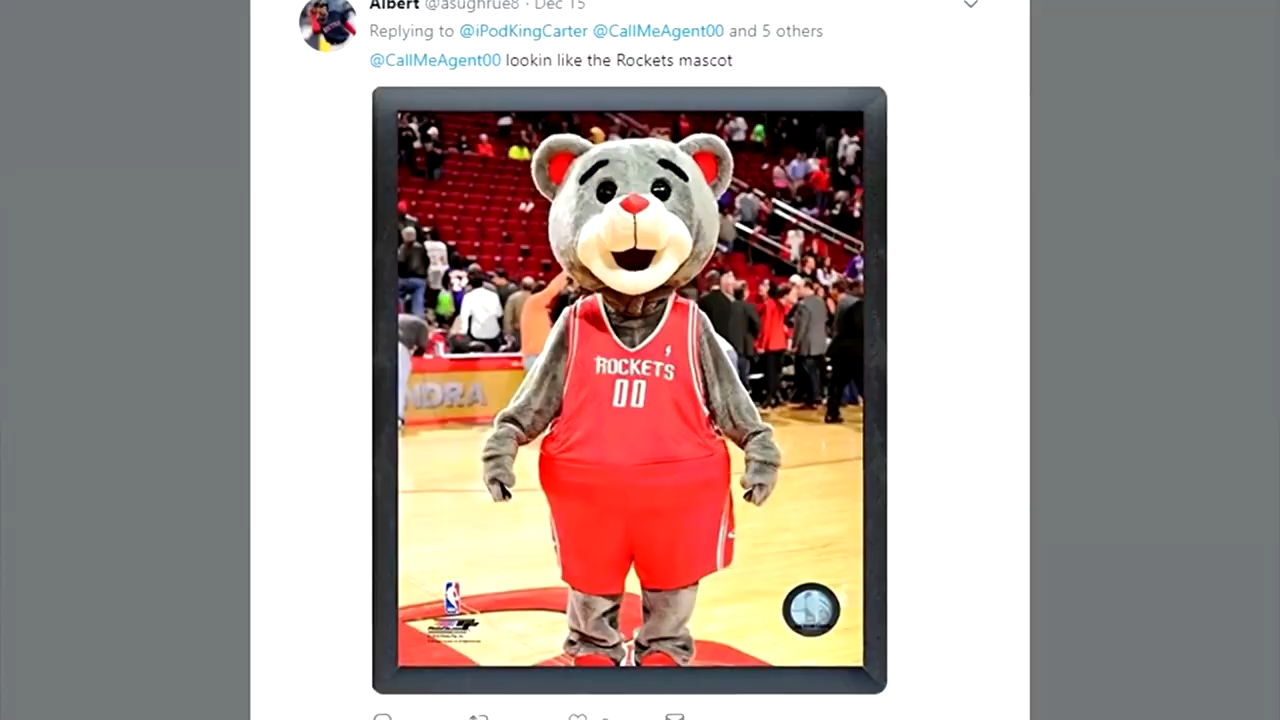 Albert @asughrue8 · Dec 15
Replying to @iPodKingCarter @CallMeAgent00 and 5 others
@CallMeAgent00 lookin like the Rockets mascot
NDRA
ROCKETS
00